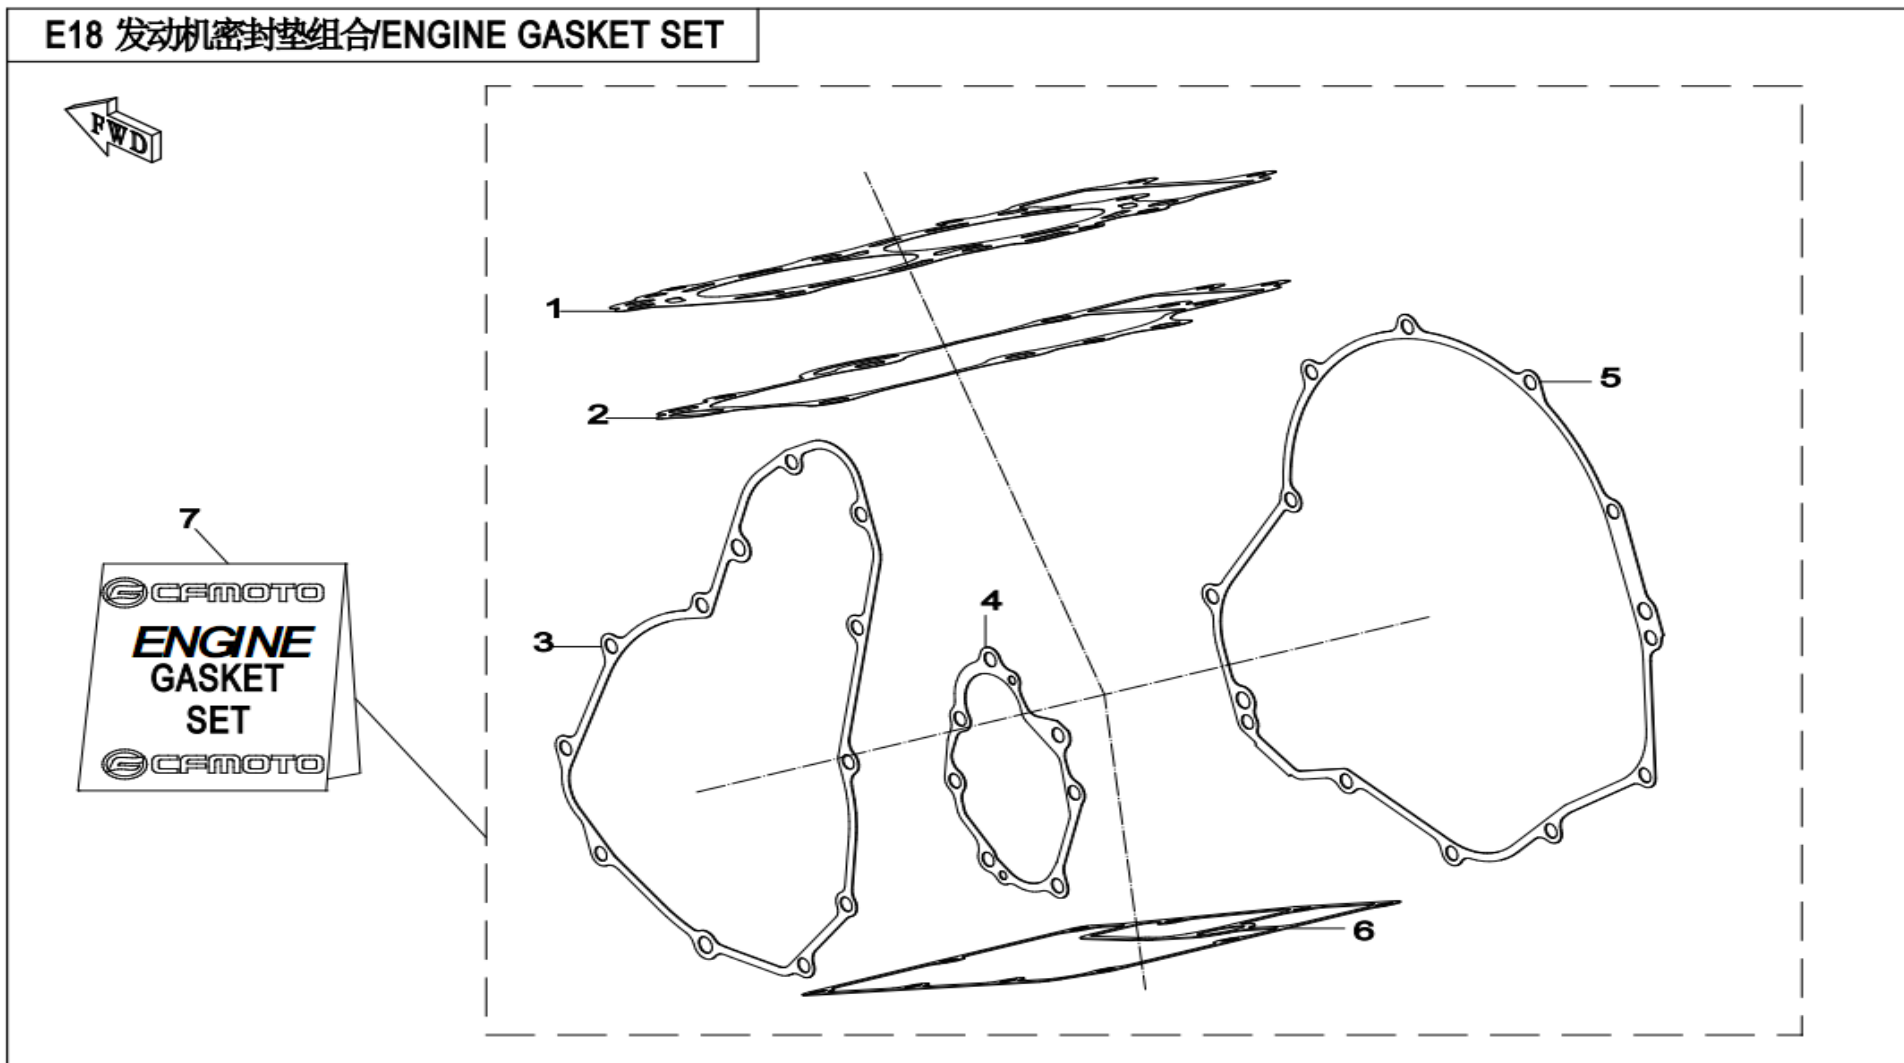 E18 发动机密封垫组合/ENGINE GASKET SET
FWD
1
2
5
7
CFMOTO
ENGINE
GASKET
SET
CFMOTO
3
4
6